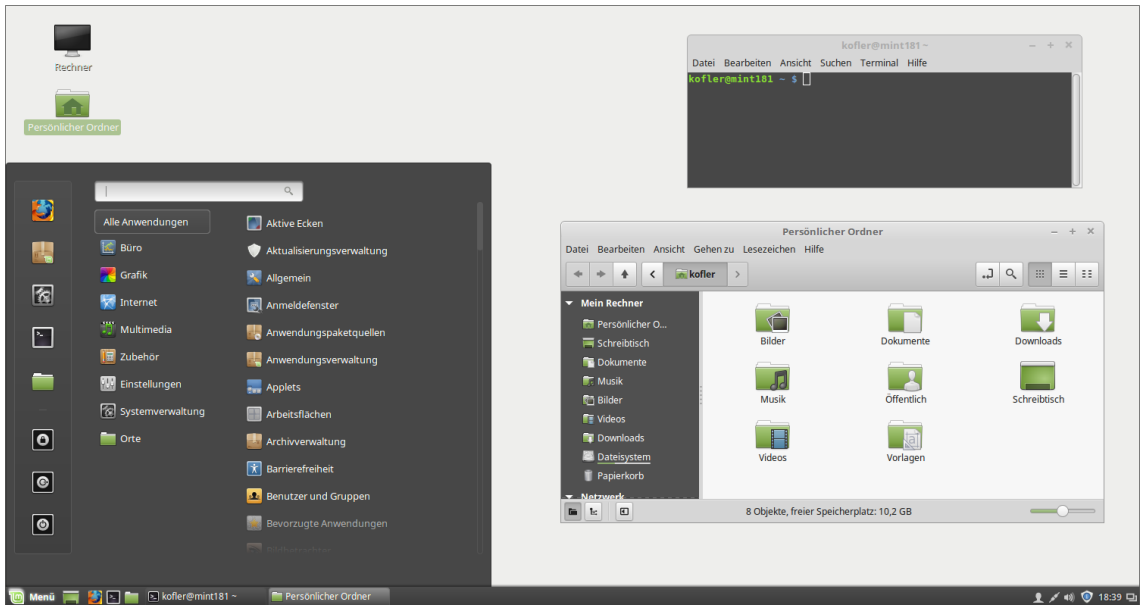 Rechner
Persönlicher Ordner
kofler@mint181 ~
Datei Bearbeiten Ansicht Suchen Terminal Hilfe
kofler@mint181 ~ $
Alle Anwendungen
Büro
Grafik
Internet
Multimedia
Zubehör
Einstellungen
Systemverwaltung
Orte
Aktive Ecken
Aktualisierungsverwaltung
Allgemein
Anmeldefenster
Anwendungspaketquellen
Anwendungsverwaltung
Applets
Arbeitsflächen
Archivverwaltung
Barrierefreiheit
Benutzer und Gruppen
Bevorzugte Anwendungen
Persönlicher Ordner
Datei Bearbeiten Ansicht Gehen zu Lesezeichen Hilfe
kofler
Mein Rechner
Persönlicher O...
Schreibtisch
Dokumente
Musik
Bilder
Videos
Downloads
Dateisystem
Papierkorb
Netzwerk
Bilder
Dokumente
Downloads
Musik
Öffentlich
Schreibtisch
Videos
Vorlagen
8 Objekte, freier Speicherplatz: 10,2 GB
Menü
kofler@mint181 ~
Persönlicher Ordner
18:39